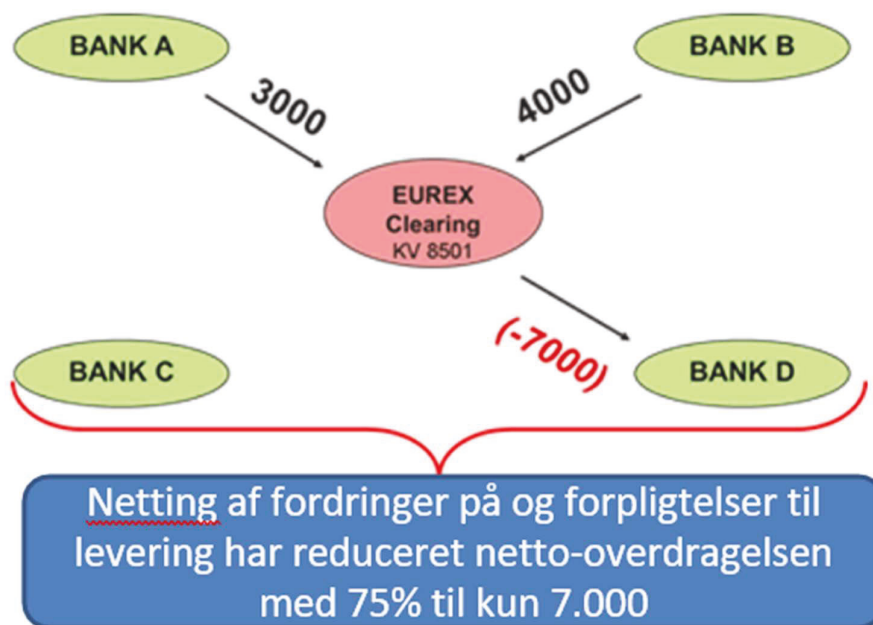 BANK A
BANK B
3000
4000
EUREX
Clearing
KV 8501
(-7000)
BANK C
BANK D
Netting af fordringer på og forpligtelser til
levering har reduceret netto-overdragelsen
med 75% til kun 7.000